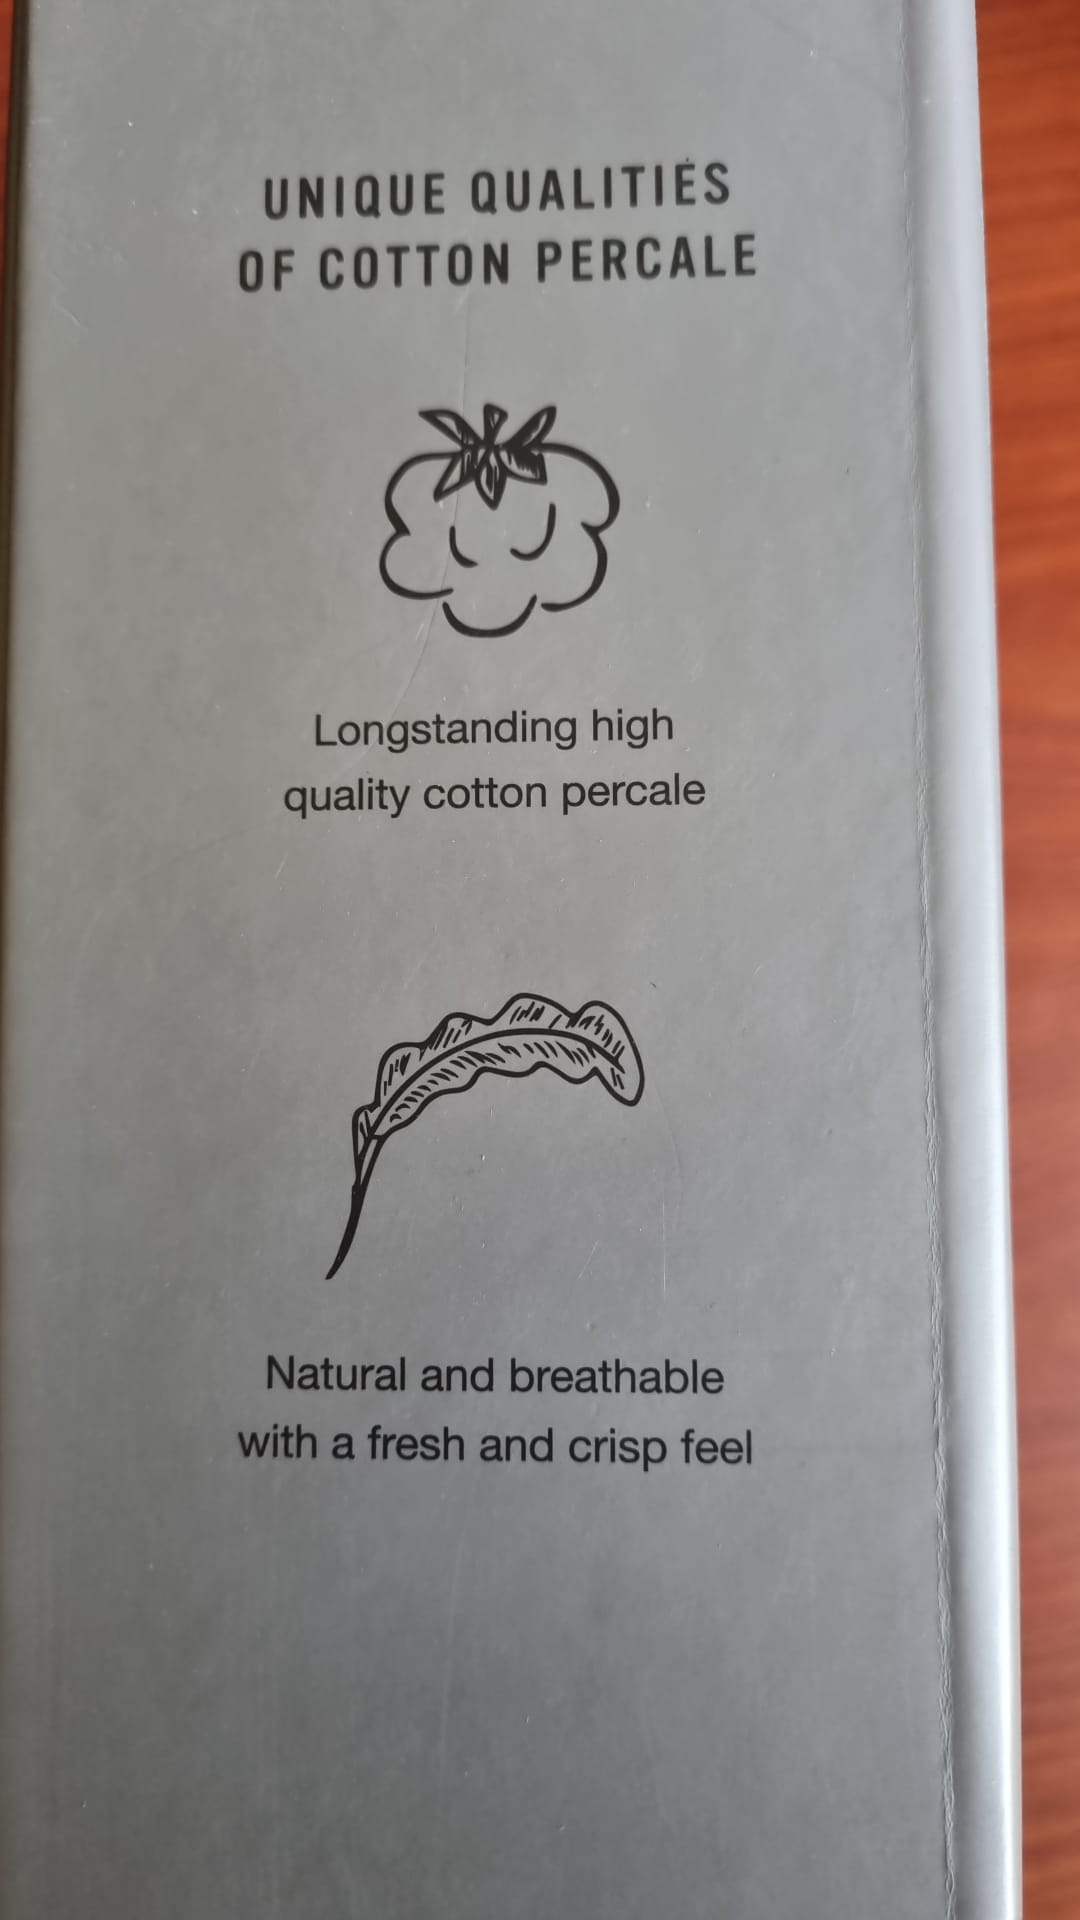 UNIQUE QUALITIES
OF COTTON PERCALE
Longstanding high
quality cotton percale
Natural and breathable
with a fresh and crisp feel